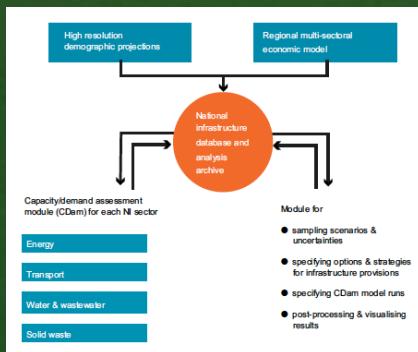 High resolution
demographic projections
Regional multi-sectoral
economic model
National
infrastructure
database and
analysis
archive
Capacity/demand assessment
module (CDam) for each NI sector
Energy
Transport
Water & wastewater
Solid waste
Module for
● sampling scenarios &
uncertainties
● specifying options & strategies
for infrastructure provisions
● specifying CDam model runs
● post-processing & visualising
results